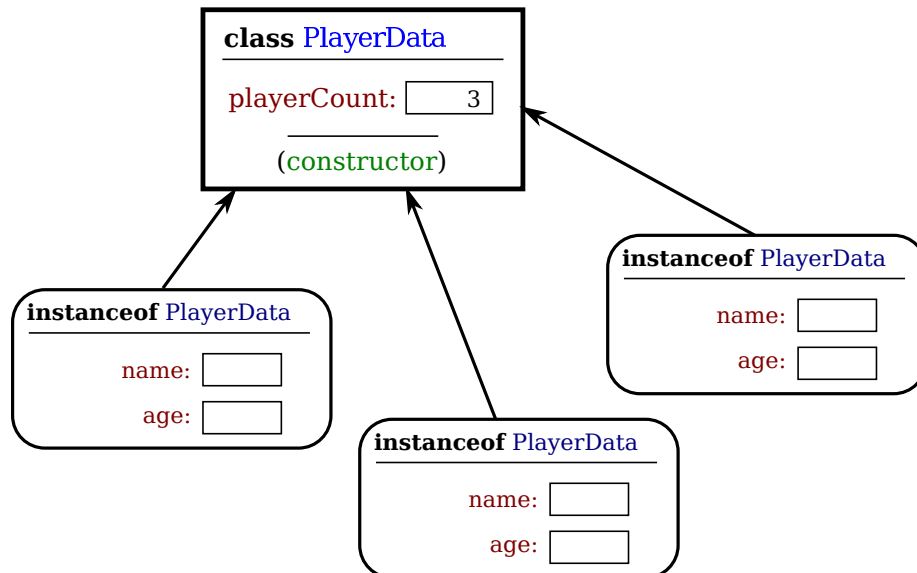 class PlayerData
playerCount: 3
(constructor)
instanceof PlayerData
name:
age:
instanceof PlayerData
name:
age:
instanceof PlayerData
name:
age: